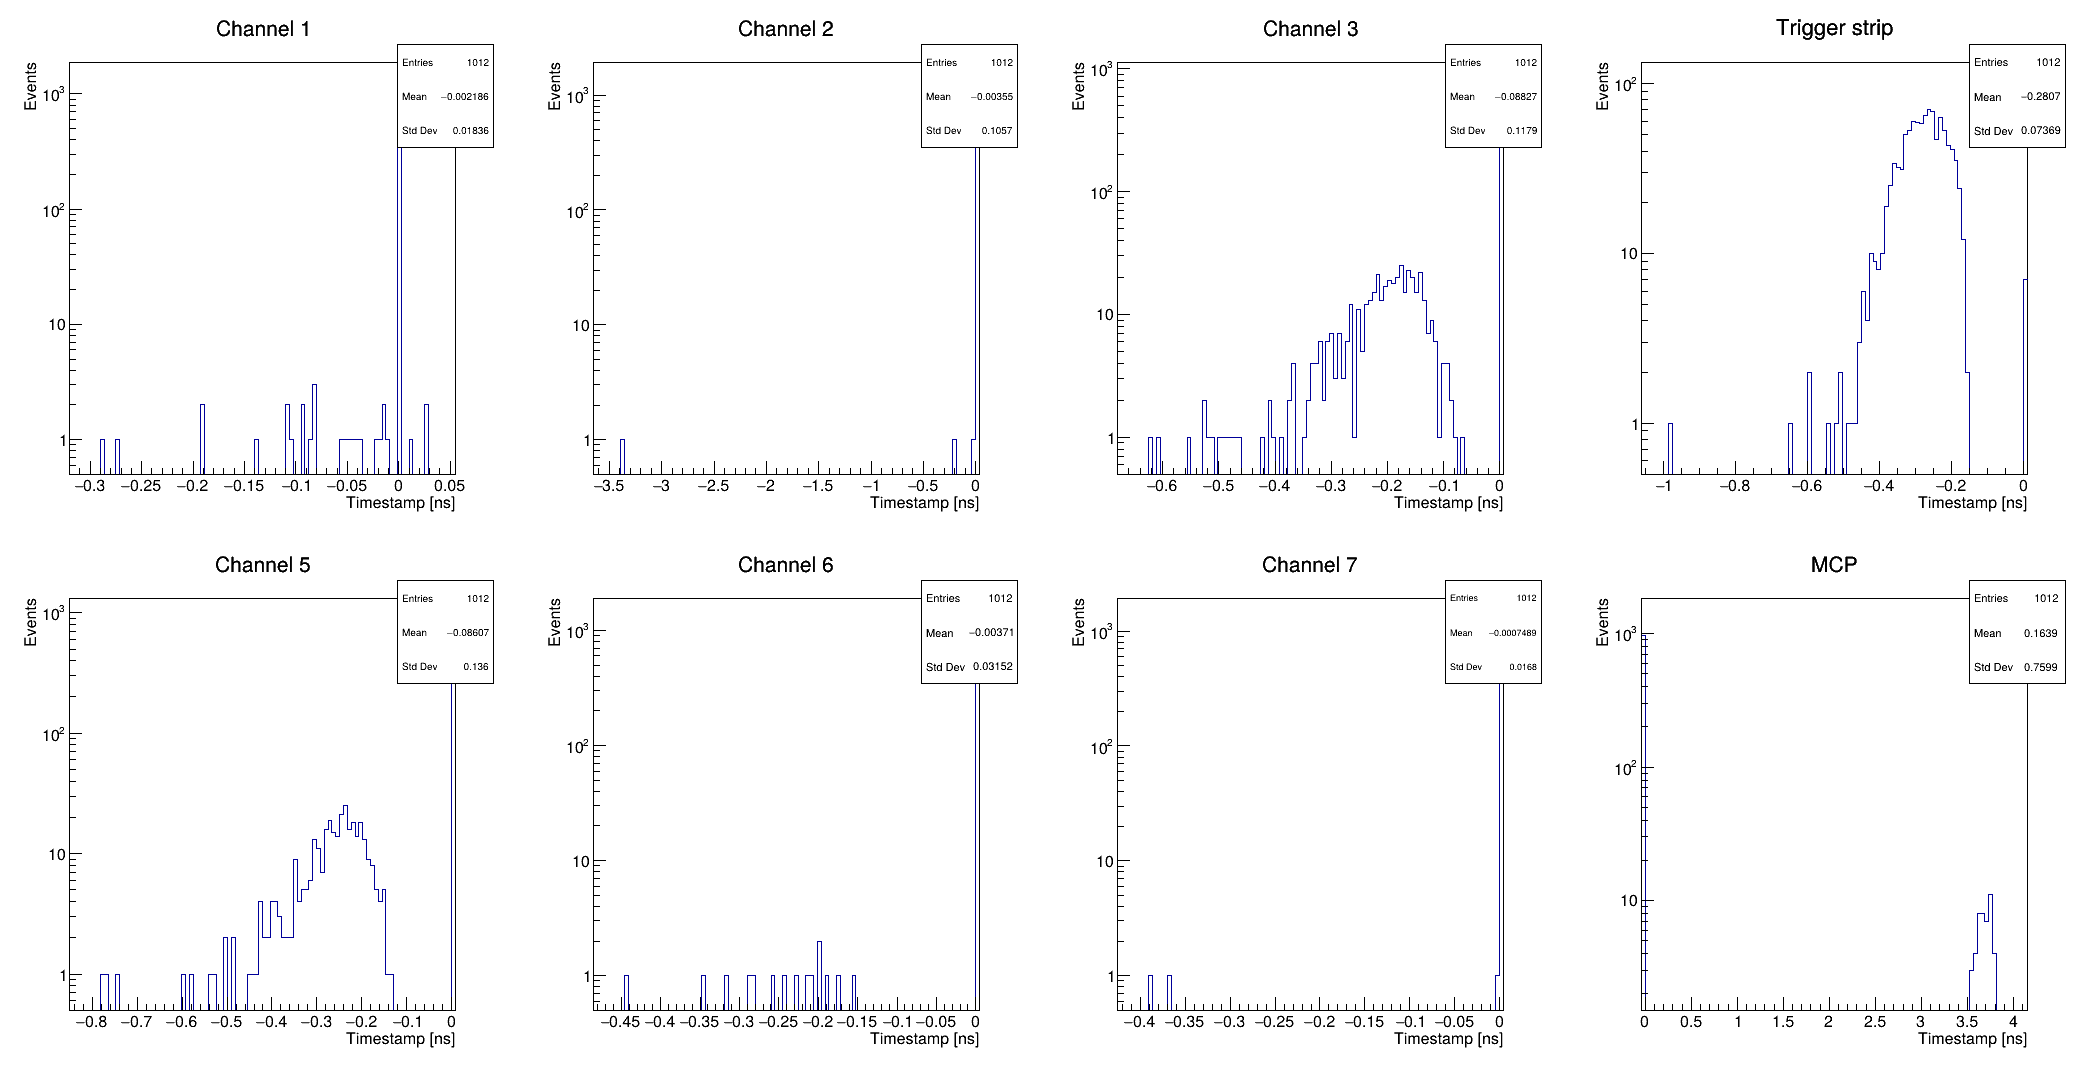 Channel 1
Events
Entries 1012
Mean −0.002186
Std Dev 0.01836
10³
10²
10
1
−0.3 −0.25 −0.2 −0.15 −0.1 −0.05 0 0.05
Timestamp [ns]
Channel 2
Events
Entries 1012
Mean −0.00355
Std Dev 0.1057
10³
10²
10
1
−3.5 −3 −2.5 −2 −1.5 −1 −0.5 0
Timestamp [ns]
Channel 3
Events
Entries 1012
Mean −0.08827
Std Dev 0.1179
10³
10²
10
1
−0.6 −0.5 −0.4 −0.3 −0.2 −0.1 0
Timestamp [ns]
Trigger strip
Events
Entries 1012
Mean −0.2807
Std Dev 0.07369
10²
10
1
−1 −0.8 −0.6 −0.4 −0.2 0
Timestamp [ns]
Channel 5
Events
Entries 1012
Mean −0.08607
Std Dev 0.136
10³
10²
10
1
−0.8 −0.7 −0.6 −0.5 −0.4 −0.3 −0.2 −0.1 0
Timestamp [ns]
Channel 6
Events
Entries 1012
Mean −0.00371
Std Dev 0.03152
10³
10²
10
1
−0.45 −0.4 −0.35 −0.3 −0.25 −0.2 −0.15 −0.1 −0.05 0
Timestamp [ns]
Channel 7
Events
Entries 1012
Mean −0.0007489
Std Dev 0.0168
10³
10²
10
1
−0.4 −0.35 −0.3 −0.25 −0.2 −0.15 −0.1 −0.05 0
Timestamp [ns]
MCP
Events
Entries 1012
Mean 0.1639
Std Dev 0.7599
10³
10²
10
0 0.5 1 1.5 2 2.5 3 3.5 4
Timestamp [ns]